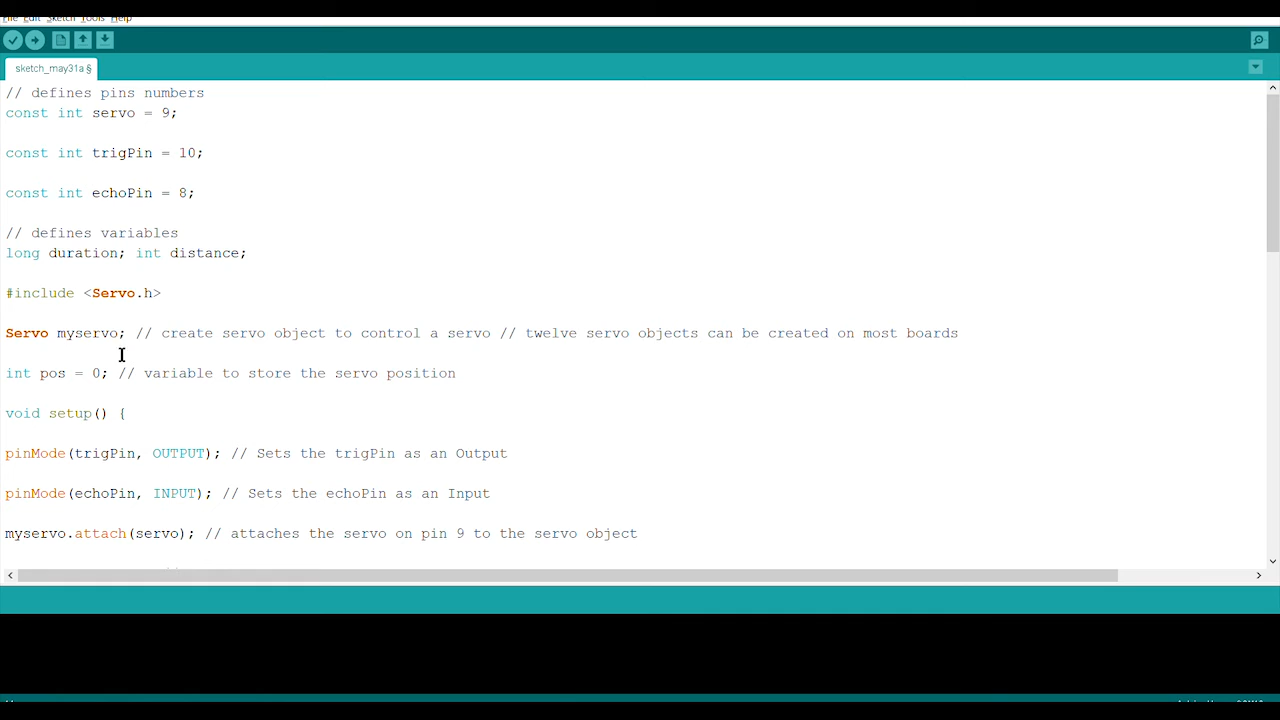 File Edit Sketch Tools Help
sketch_may31a §
// defines pins numbers
const int servo = 9;
const int trigPin = 10;
const int echoPin = 8;
// defines variables
long duration; int distance;
#include <Servo.h>
Servo myservo; // create servo object to control a servo // twelve servo objects can be created on most boards
int pos = 0; // variable to store the servo position
void setup() {
pinMode(trigPin, OUTPUT); // Sets the trigPin as an Output
pinMode(echoPin, INPUT); // Sets the echoPin as an Input
myservo.attach(servo); // attaches the servo on pin 9 to the servo object